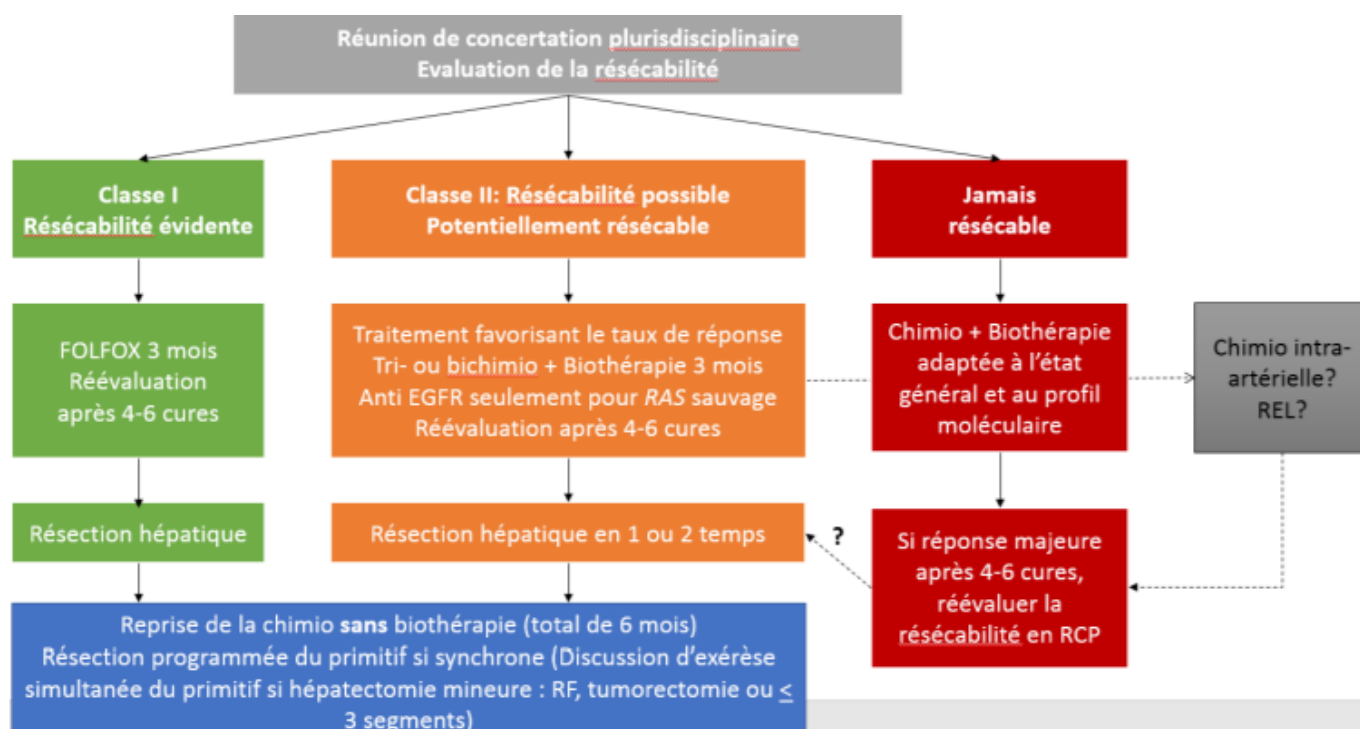 Réunion de concertation plurisdisciplinaire
Evaluation de la résécabilité
Classe I
Résécabilité évidente
Classe II: Résécabilité possible
Potentiellement résécable
Jamais
résécable
FOLFOX 3 mois
Réévaluation
après 4-6 cures
Traitement favorisant le taux de réponse
Tri- ou bichimio + Biothérapie 3 mois
Anti EGFR seulement pour RAS sauvage
Réévaluation après 4-6 cures
Chimio + Biothérapie
adaptée à l'état
général et au profil
moléculaire
Chimio intra-
artérielle?
REL?
Résection hépatique
Résection hépatique en 1 ou 2 temps
?
Si réponse majeure
après 4-6 cures,
réévaluer la
résécabilité en RCP
Reprise de la chimio sans biothérapie (total de 6 mois)
Résection programmée du primitif si synchrone (Discussion d'exérèse
simultanée du primitif si hépatectomie mineure : RF, tumorectomie ou ≤
3 segments)